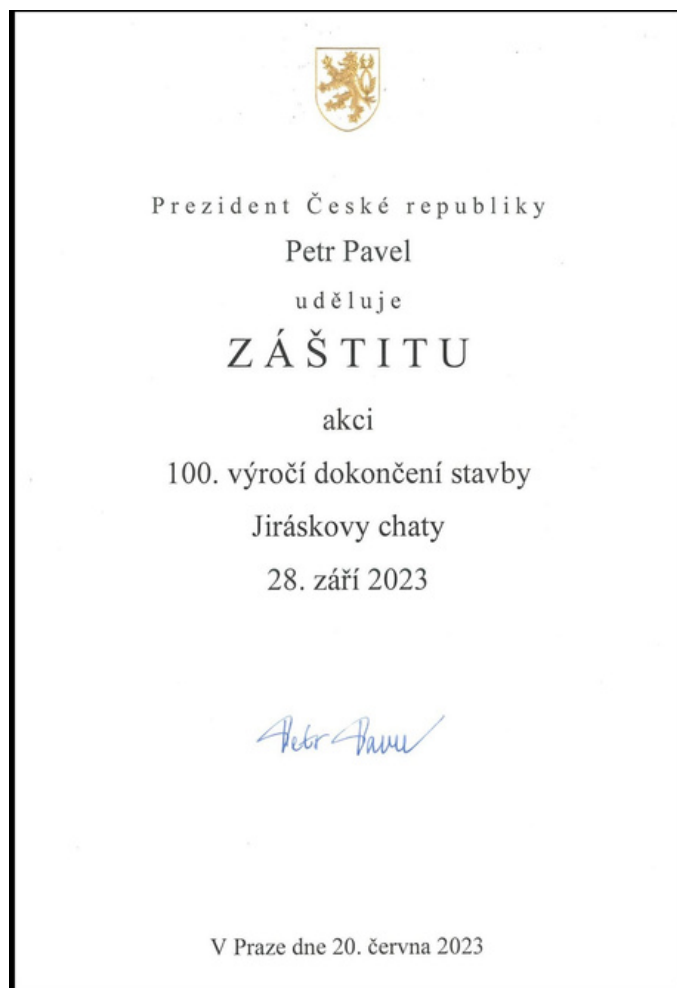 Prezident České republiky
Petr Pavel
uděluje
ZÁŠTITU
akci
100. výročí dokončení stavby
Jiráskovy chaty
28. září 2023
Petr Pavel
V Praze dne 20. června 2023